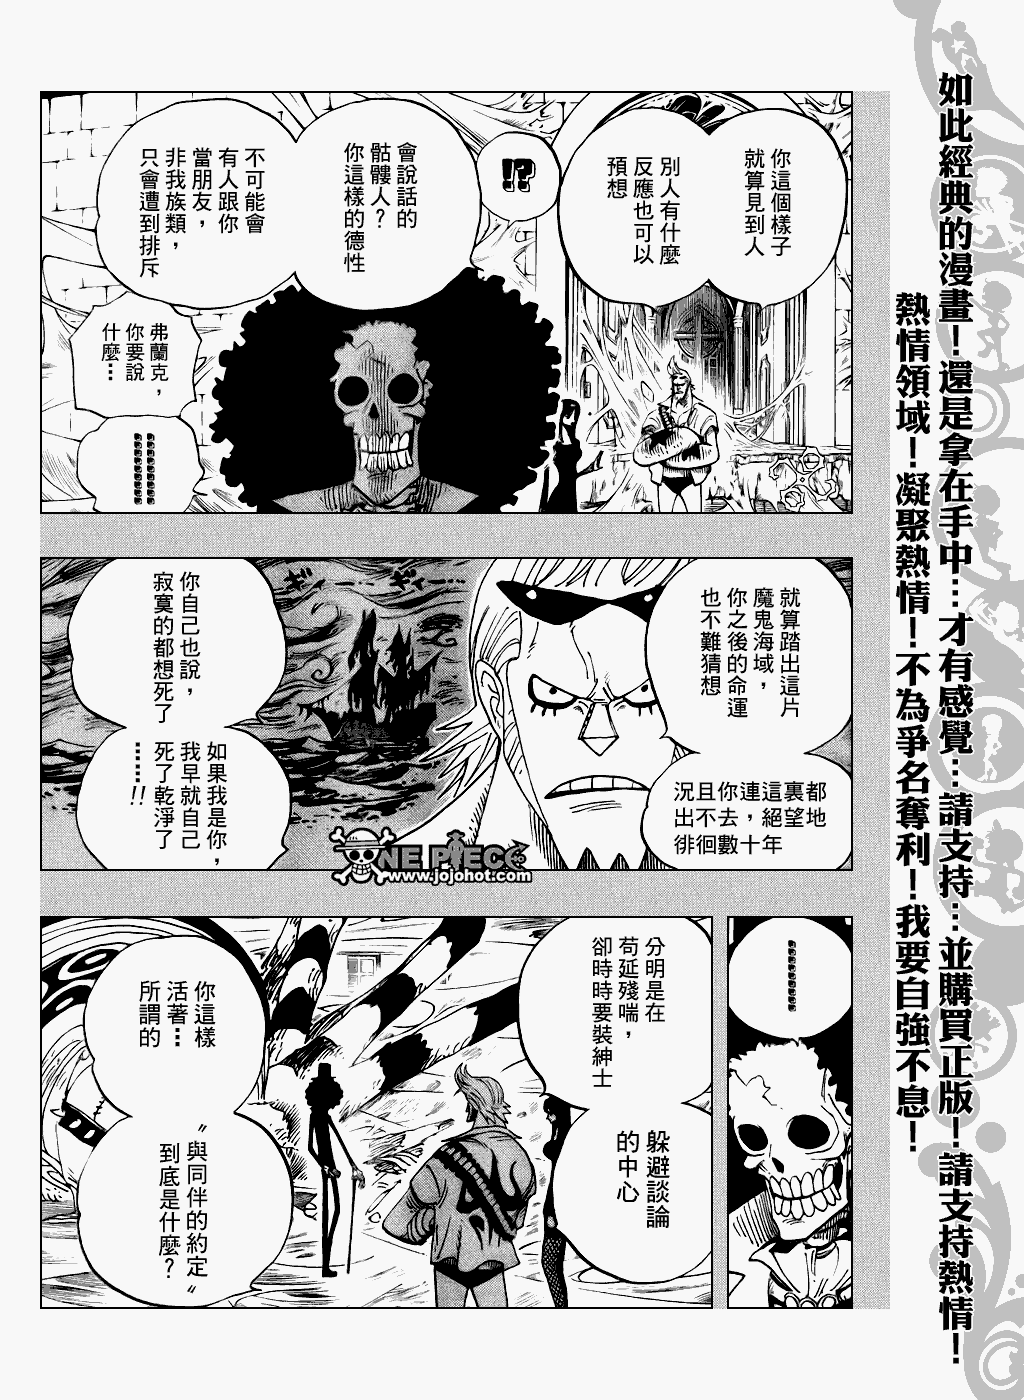 如此經典的漫畫！還是拿在手中…才有感覺…請支持…並購買正版！請支持熱情！
熱情領域！凝聚熱情！不為爭名奪利！我要自強不息！
你這個樣子
就算見到人
別人有什麼
反應也可以
預想
!?
會說話的
骷髏人？
你這樣的德性
不可能會
有人跟你
當朋友，
非我族類，
只會遭到排斥
弗蘭克，
你要說
什麼…
………
就算踏出這片
魔鬼海域，
你之後的命運
也不難猜想
況且你連這裏都
出不去，絕望地
徘徊數十年
ギギ
你自己也說，
寂寞的都想死了
如果我是你，
我早就自己
死了乾淨了
……!!
ONE PIECE
www.jojohot.com
………
分明是在
苟延殘喘，
卻時時要裝紳士
躲避談論
的中心
你這樣
活著…
所謂的
〝與同伴的約定〞
到底是什麼？